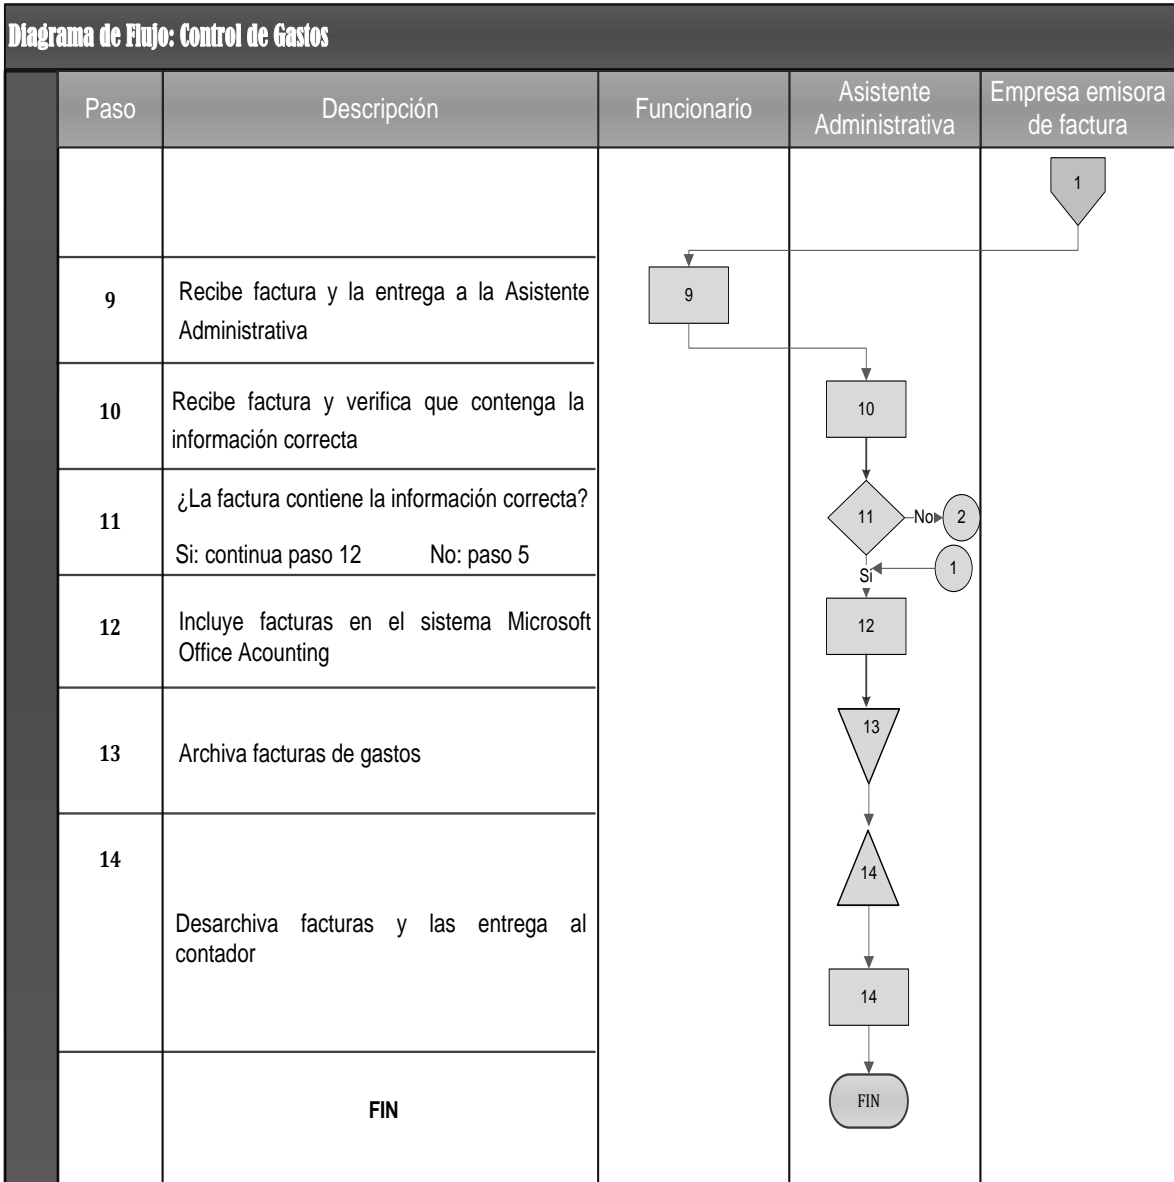 Diagrama de Flujo: Control de Gastos
Paso
Descripción
Funcionario
Asistente
Administrativa
Empresa emisora
de factura
1
9
Recibe factura y la entrega a la Asistente
Administrativa
9
10
Recibe factura y verifica que contenga la
información correcta
10
11
¿La factura contiene la información correcta?
Si: continua paso 12 No: paso 5
11
No
2
Si
1
12
Incluye facturas en el sistema Microsoft
Office Acounting
12
13
Archiva facturas de gastos
13
14
Desarchiva facturas y las entrega al
contador
14
14
FIN
FIN